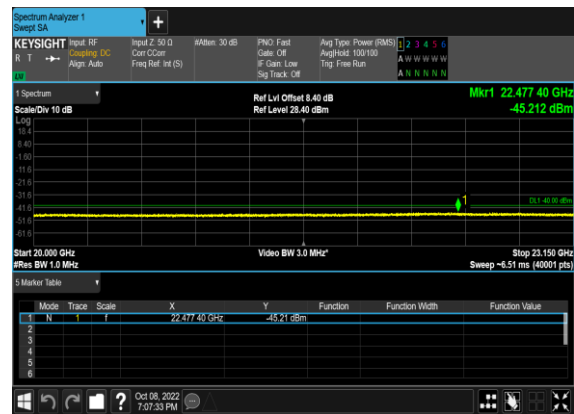 Spectrum Analyzer 1
Swept SA
+
KEYSIGHT Input: RF Input Z: 50 Ω #Atten: 30 dB PNO: Fast Avg Type: Power (RMS) 1 2 3 4 5 6
R T Coupling: DC Corr CCorr Gate: Off Avg|Hold: 100/100 A W W W W W
Align: Auto Freq Ref: Int (S) IF Gain: Low Trig: Free Run
LV Sig Track: Off A N N N N N
1 Spectrum Ref Lvl Offset 8.40 dB Mkr1 22.477 40 GHz
Scale/Div 10 dB Ref Level 28.40 dBm -45.212 dBm
Log
18.4
8.40
-1.60
-11.6
-21.6
-31.6
1 DL1 -40.00 dBm
-41.6
-51.6
-61.6
Start 20.000 GHz Video BW 3.0 MHz* Stop 23.150 GHz
#Res BW 1.0 MHz Sweep ~6.51 ms (40001 pts)
5 Marker Table
Mode Trace Scale X Y Function Function Width Function Value
1 N 1 f 22.477 40 GHz -45.21 dBm
2
3
4
5
6
? Oct 08, 2022
7:07:33 PM